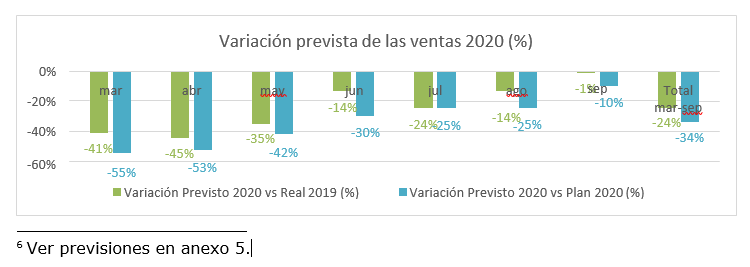 Variación prevista de las ventas 2020 (%)
0%
-20%
-40%
-60%
mar
abr
may
jun
jul
ago
sep
Total
mar-sep
-41%
-55%
-45%
-53%
-35%
-42%
-14%
-30%
-24%
-25%
-14%
-25%
-1%
-10%
-24%
-34%
Variación Previsto 2020 vs Real 2019 (%)
Variación Previsto 2020 vs Plan 2020 (%)
6 Ver previsiones en anexo 5.